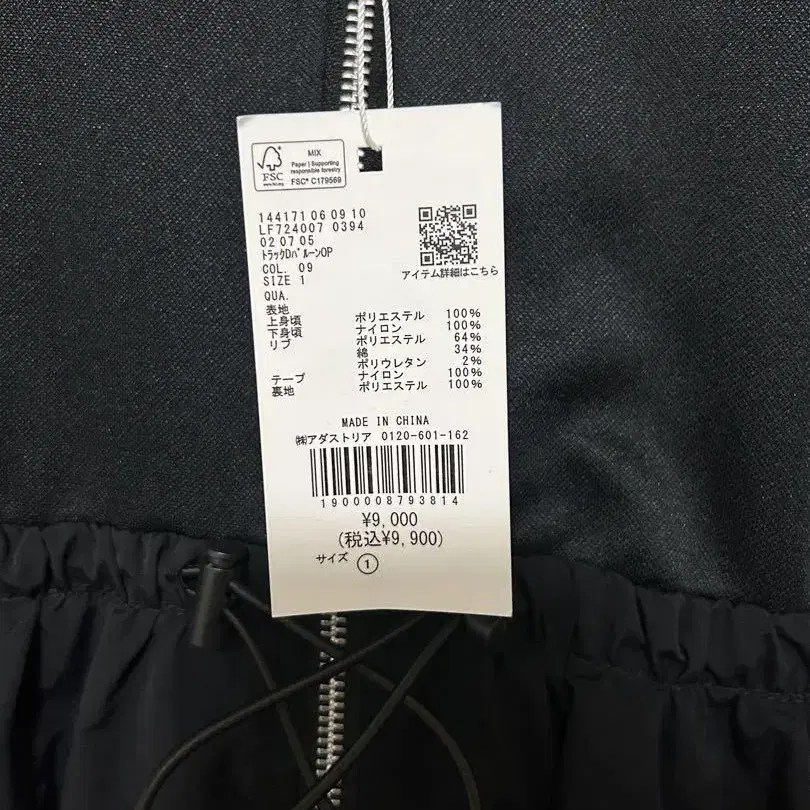 FSC
www.fsc.org
MIX
Paper | Supporting
responsible forestry
FSC® C179569
144171 06 09 10
LF724007 0394
02 07 05
トラックDバルーンOP
COL. 09
SIZE 1
アイテム詳細はこちら
QUA.
表地
上身頃 ポリエステル 100%
下身頃 ナイロン 100%
リブ ポリエステル 64%
綿 34%
ポリウレタン 2%
テープ ナイロン 100%
裏地 ポリエステル 100%
MADE IN CHINA
㈱アダストリア 0120-601-162
1900008793814
¥9,000
(税込¥9,900)
サイズ ①